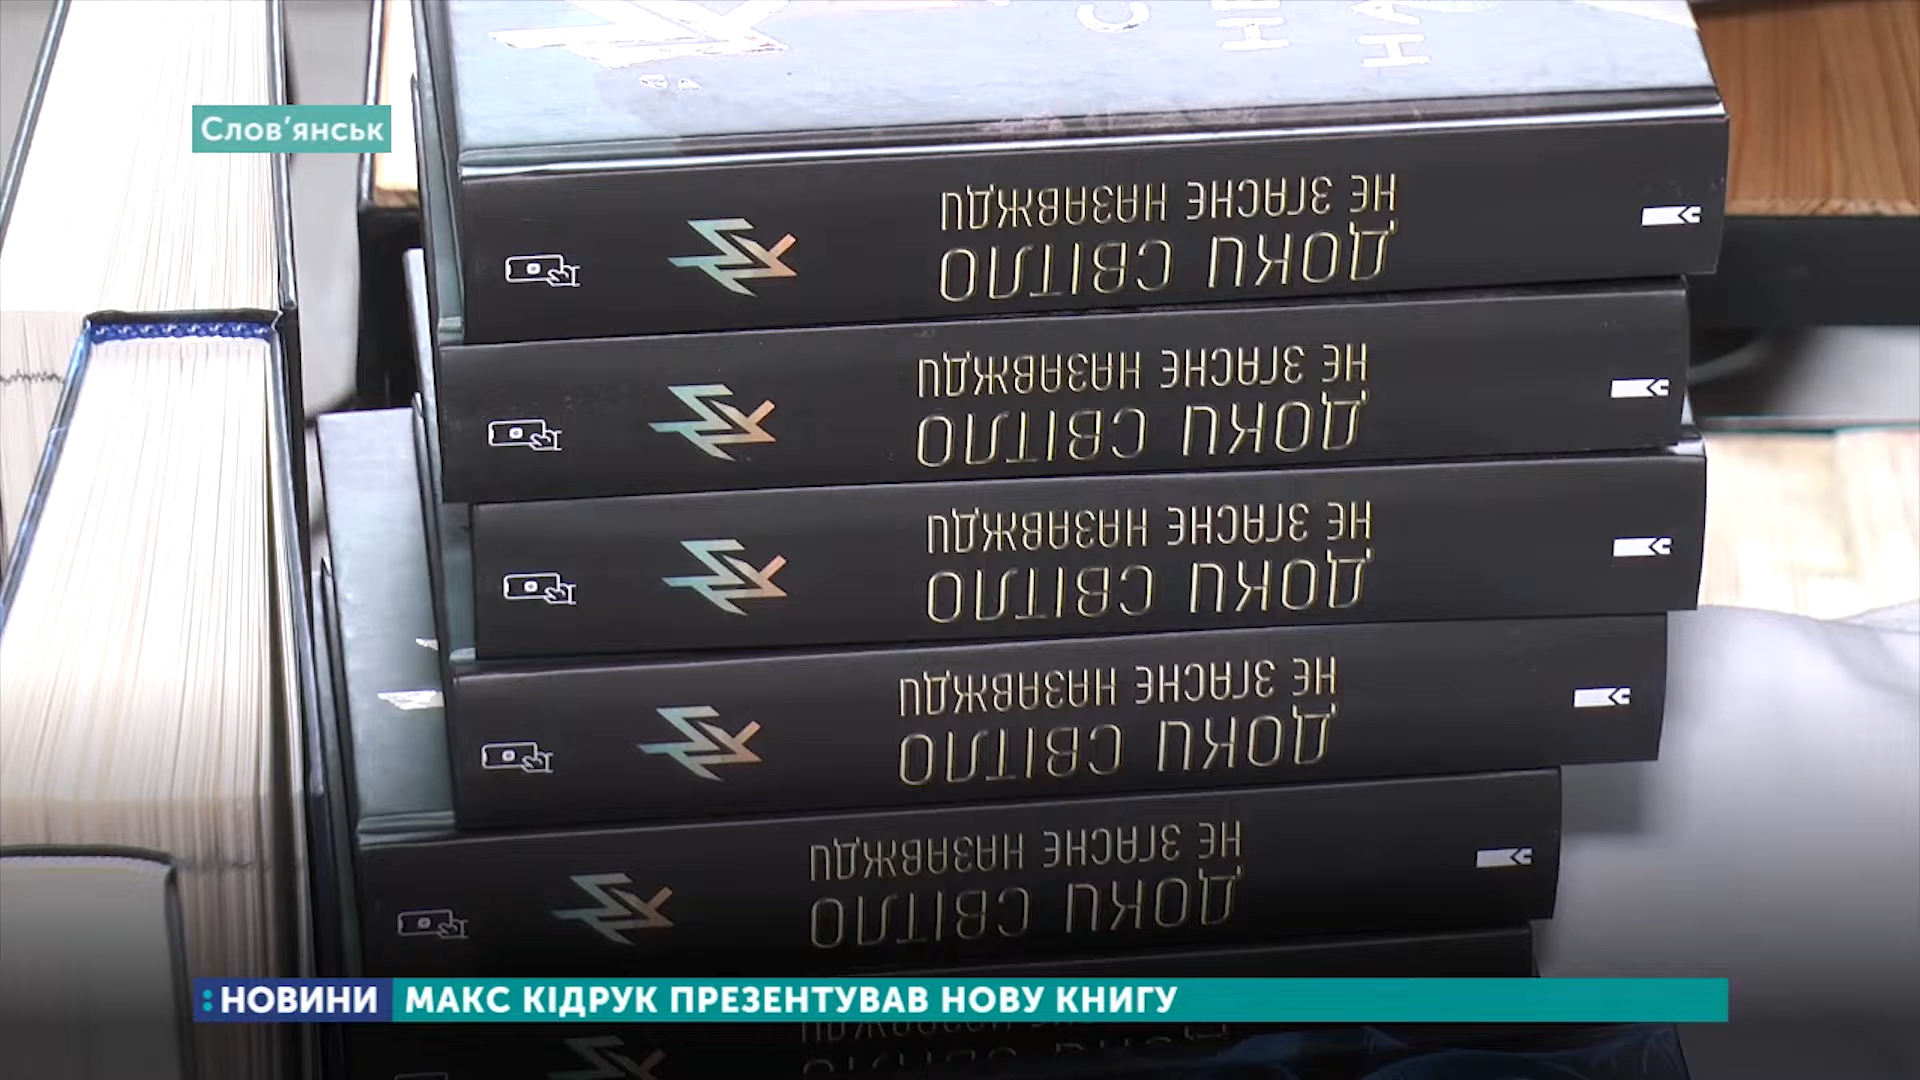 Слов’янськ
ДОКИ СВІТЛО
НЕ ЗГАСНЕ НАЗАВЖДИ
ДОКИ СВІТЛО
НЕ ЗГАСНЕ НАЗАВЖДИ
ДОКИ СВІТЛО
НЕ ЗГАСНЕ НАЗАВЖДИ
ДОКИ СВІТЛО
НЕ ЗГАСНЕ НАЗАВЖДИ
ДОКИ СВІТЛО
НЕ ЗГАСНЕ НАЗАВЖДИ
НОВИНИ МАКС КІДРУК ПРЕЗЕНТУВАВ НОВУ КНИГУ